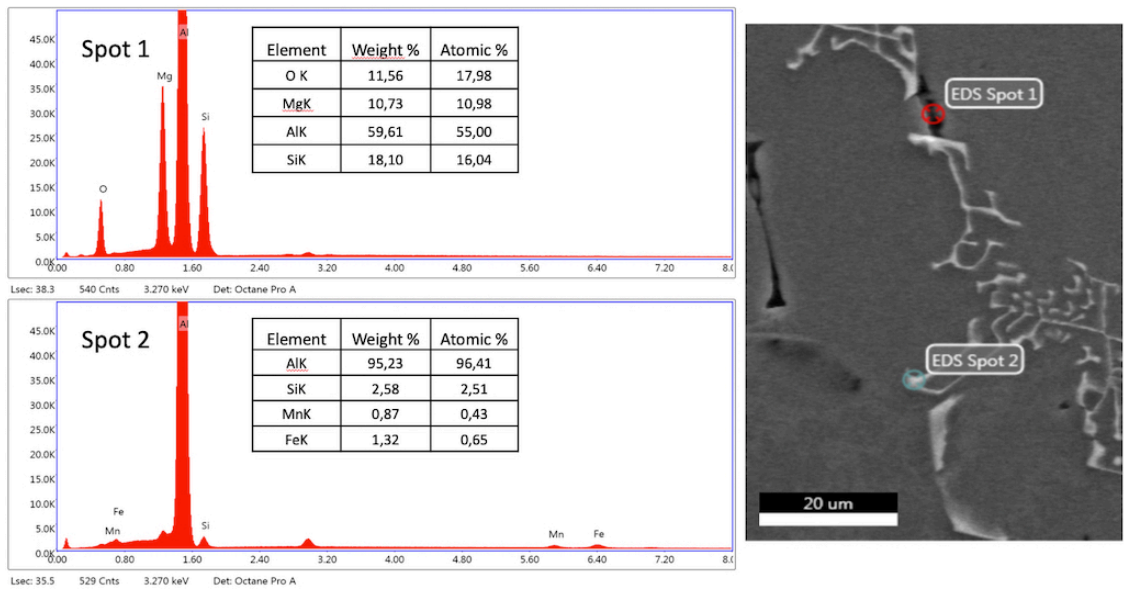 Spot 1
Element Weight % Atomic %
O K 11,56 17,98
MgK 10,73 10,98
AlK 59,61 55,00
SiK 18,10 16,04
45.0K
40.0K
35.0K
30.0K
25.0K
20.0K
15.0K
10.0K
5.0K
0.0K
O
Mg
Al
Si
0.00 0.80 1.60 2.40 3.20 4.00 4.80 5.60 6.40 7.20 8.0
Lsec: 38.3 540 Cnts 3.270 keV Det: Octane Pro A
Spot 2
Element Weight % Atomic %
AlK 95,23 96,41
SiK 2,58 2,51
MnK 0,87 0,43
FeK 1,32 0,65
45.0K
40.0K
35.0K
30.0K
25.0K
20.0K
15.0K
10.0K
5.0K
0.0K
Fe
Mn
Al
Si
Mn
Fe
0.00 0.80 1.60 2.40 3.20 4.00 4.80 5.60 6.40 7.20 8.0
Lsec: 35.5 529 Cnts 3.270 keV Det: Octane Pro A
EDS Spot 1
EDS Spot 2
20 um